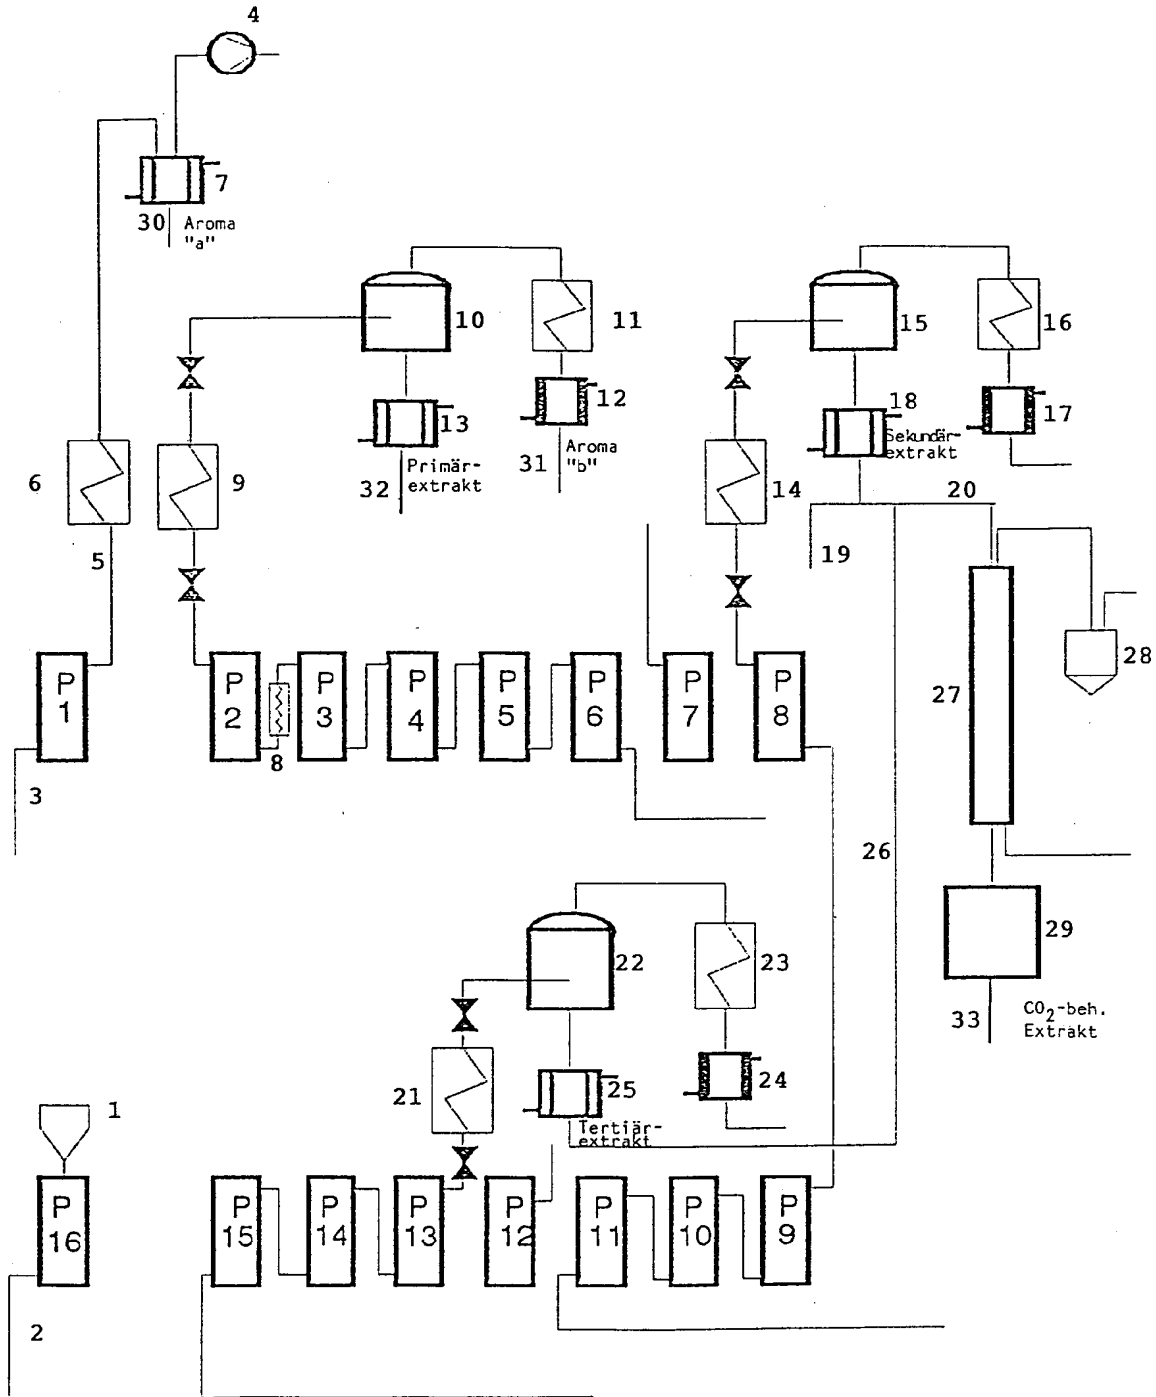 4
7
30 Aroma
"a"
10
11
15
16
12
13
18
17
Primär-
extrakt
32
Aroma
"b"
31
Sekundär-
extrakt
6
9
14
20
5
19
P
1
P
2
P
3
P
4
P
5
P
6
P
7
P
8
27
28
8
3
26
22
23
29
33
CO2-beh.
Extrakt
21
25
24
Tertiär-
extrakt
1
P
16
P
15
P
14
P
13
P
12
P
11
P
10
P
9
2